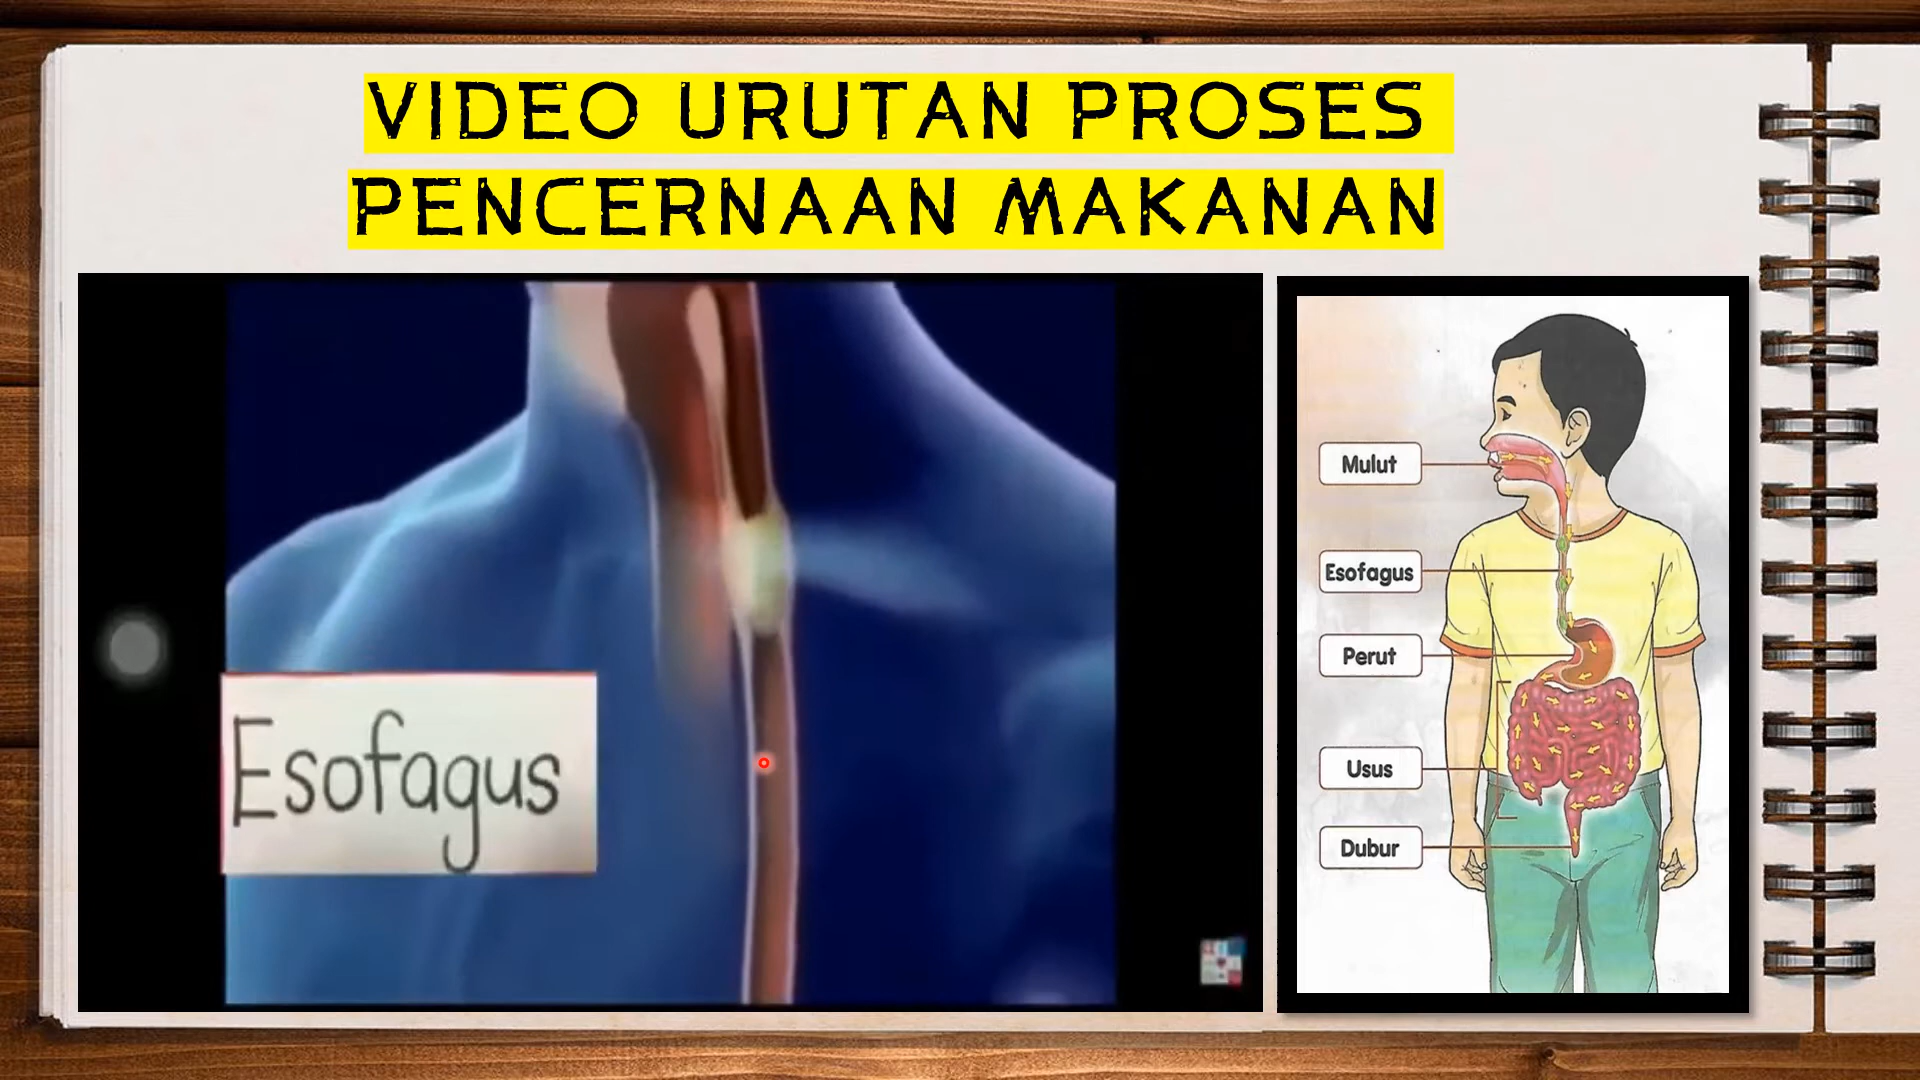 VIDEO URUTAN PROSES
PENCERNAAN MAKANAN
Esofagus
Mulut
Esofagus
Perut
Usus
Dubur